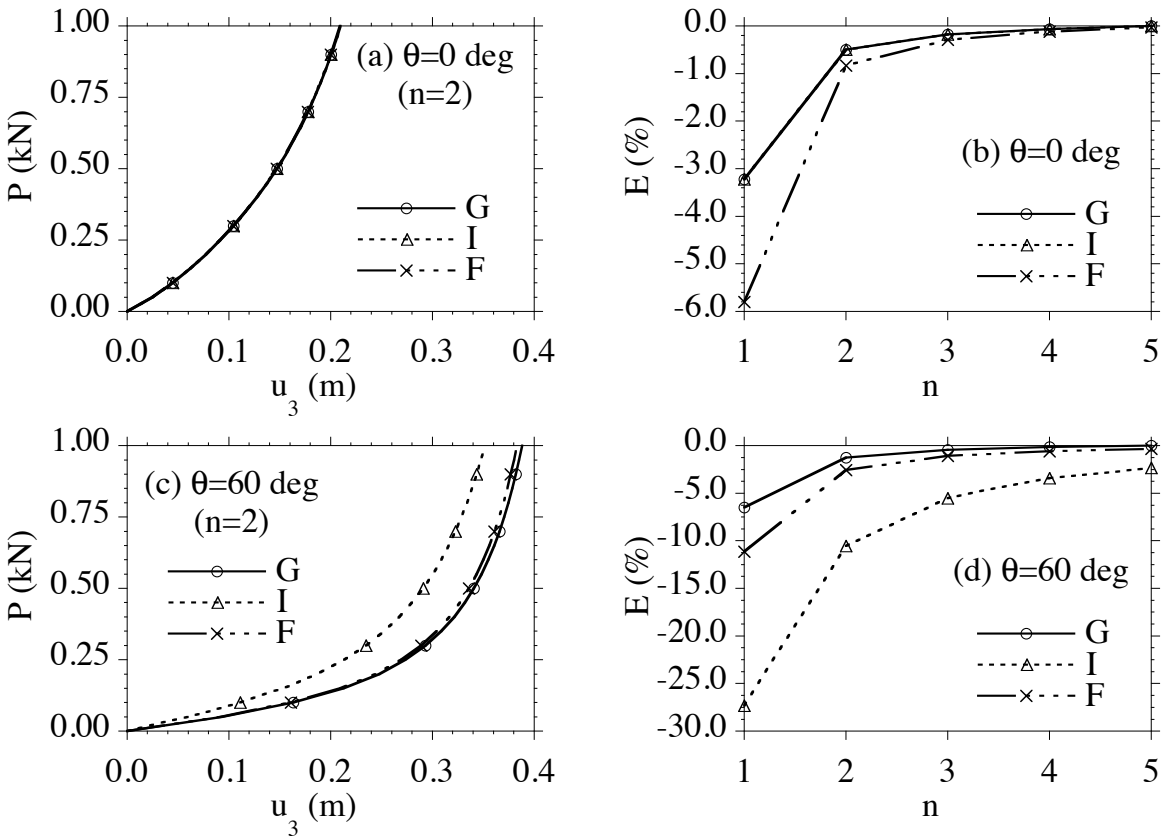 1.00
0.75
0.50
0.25
0.00
P (kN)
(a) θ=0 deg
(n=2)
G
I
F
0.0 0.1 0.2 0.3 0.4
u3 (m)
0.0
-1.0
-2.0
-3.0
-4.0
-5.0
-6.0
E (%)
(b) θ=0 deg
G
I
F
1 2 3 4 5
n
1.00
0.75
0.50
0.25
0.00
P (kN)
(c) θ=60 deg
(n=2)
G
I
F
0.0 0.1 0.2 0.3 0.4
u3 (m)
0.0
-5.0
-10.0
-15.0
-20.0
-25.0
-30.0
E (%)
(d) θ=60 deg
G
I
F
1 2 3 4 5
n